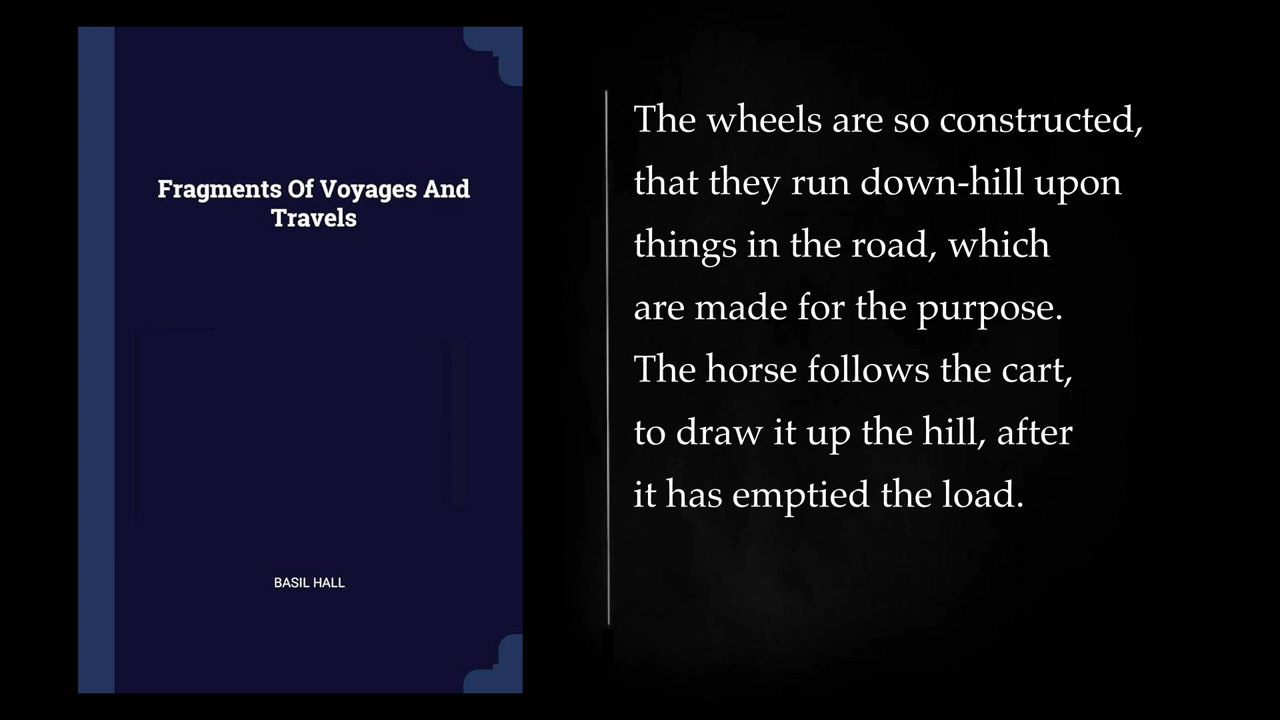 Fragments Of Voyages And
Travels
BASIL HALL
The wheels are so constructed,
that they run down-hill upon
things in the road, which
are made for the purpose.
The horse follows the cart,
to draw it up the hill, after
it has emptied the load.